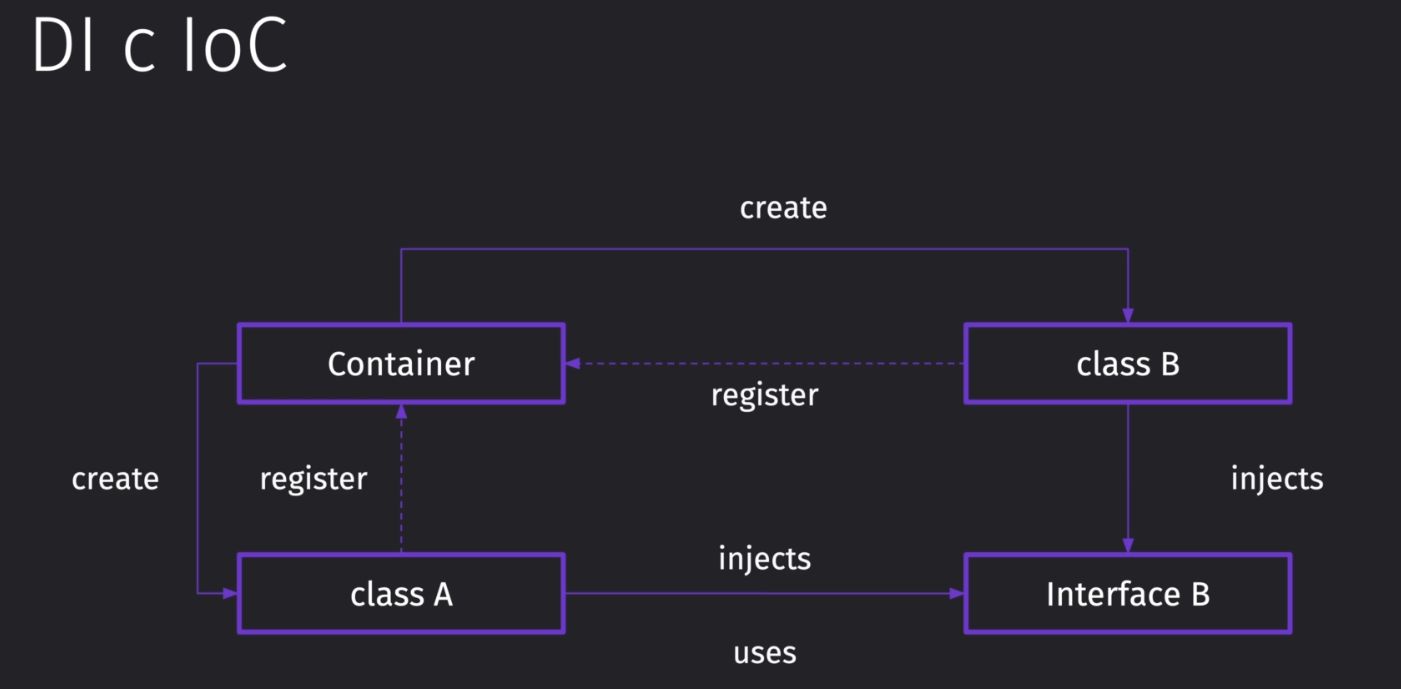 DI с IoC
create
Container
class B
register
create
register
injects
injects
class A
Interface B
uses